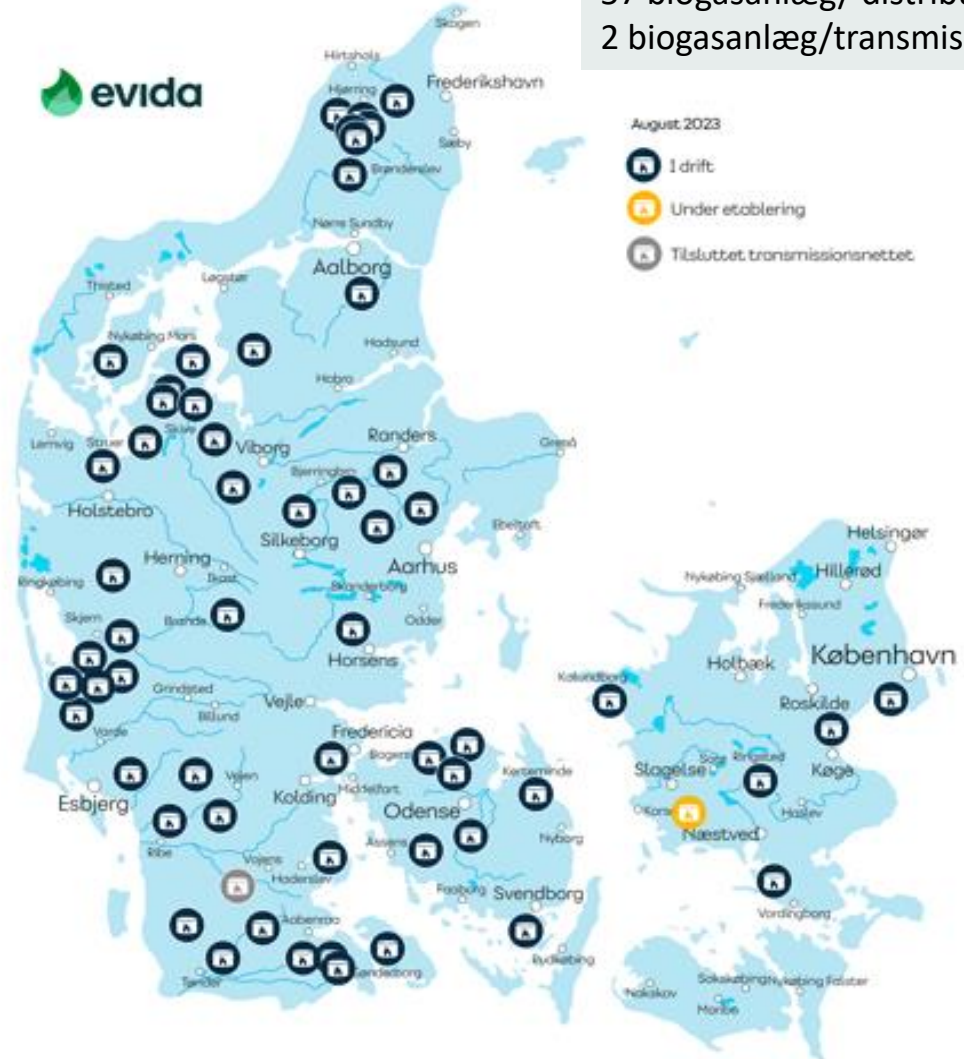 2 biogasanlæg/transmis
evida
August 2023
I drift
Under etablering
Tilsluttet transmissionsnettet
Skagen
Hirtshals
Hjørring
Frederikshavn
Sæby
Brønderslev
Nørre Sundby
Aalborg
Løgstør
Thisted
Nykøbing Mors
Hadsund
Hobro
Lemvig
Struer
Skive
Viborg
Randers
Grenå
Bjerringbro
Holstebro
Silkeborg
Ebeltoft
Aarhus
Herning
Ikast
Ringkøbing
Skanderborg
Skjern
Brande
Odder
Horsens
Grindsted
Vejle
Billund
Varde
Fredericia
Bogense
Esbjerg
Vejen
Kolding
Middelfart
Kerteminde
Odense
Ribe
Assens
Nyborg
Vojens
Haderslev
Faaborg
Svendborg
Aabenraa
Rudkøbing
Tønder
Sønderborg
Helsingør
Nykøbing Sjælland
Hillerød
Frederikssund
København
Holbæk
Kalundborg
Roskilde
Sorø
Ringsted
Slagelse
Køge
Haslev
Næstved
Vordingborg
Nakskov
Sakskøbing
Nykøbing Falster
Maribo